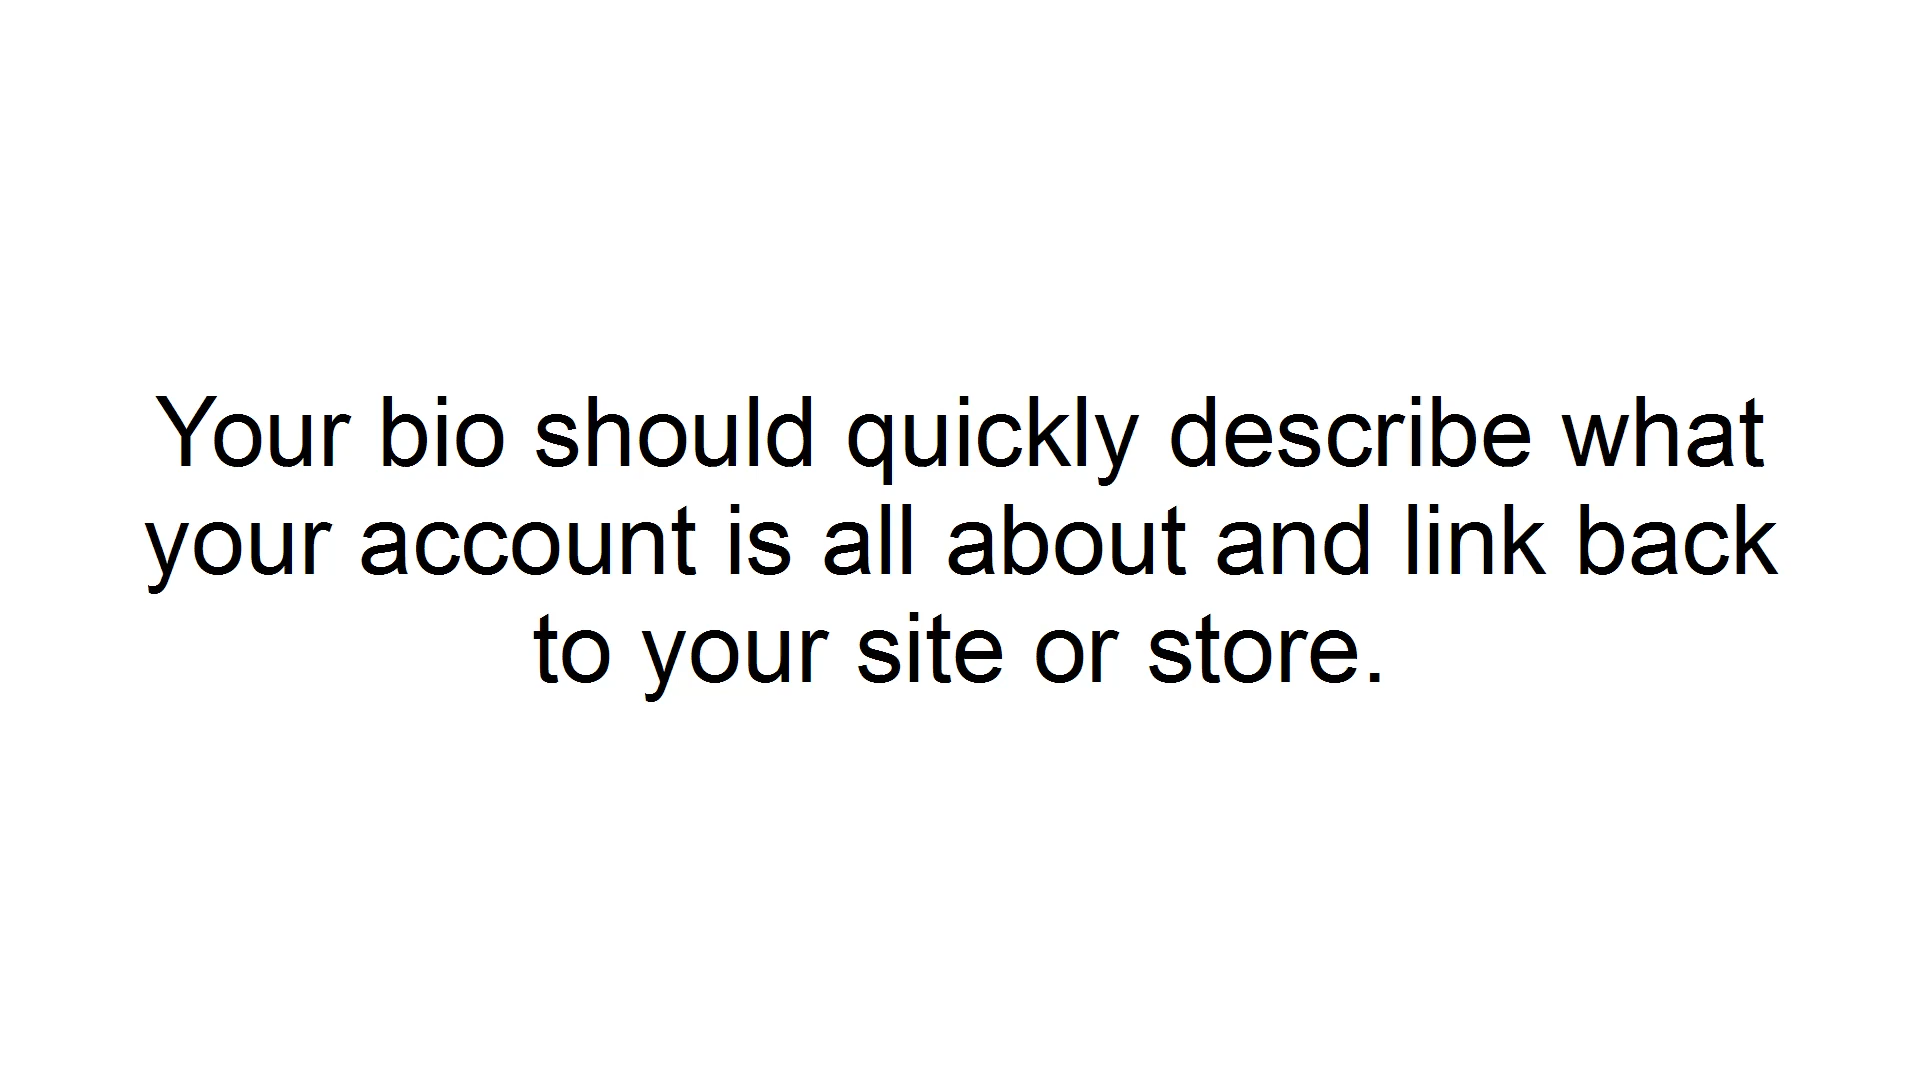 Your bio should quickly describe what
your account is all about and link back
to your site or store.